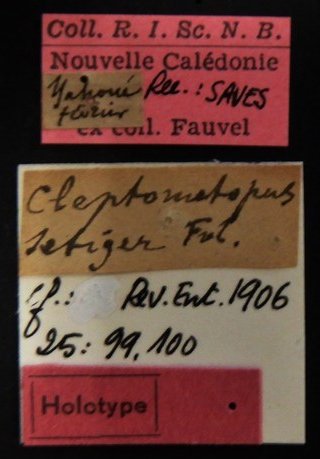 Coll. R. I. Sc. N. B.
Nouvelle Calédonie
Yahoué Rec.: SAVES
février
ex coll. Fauvel
Cleptometopus
setiger Fvl.
cf.: Rev. Ent. 1906
25: 99, 100
Holotype